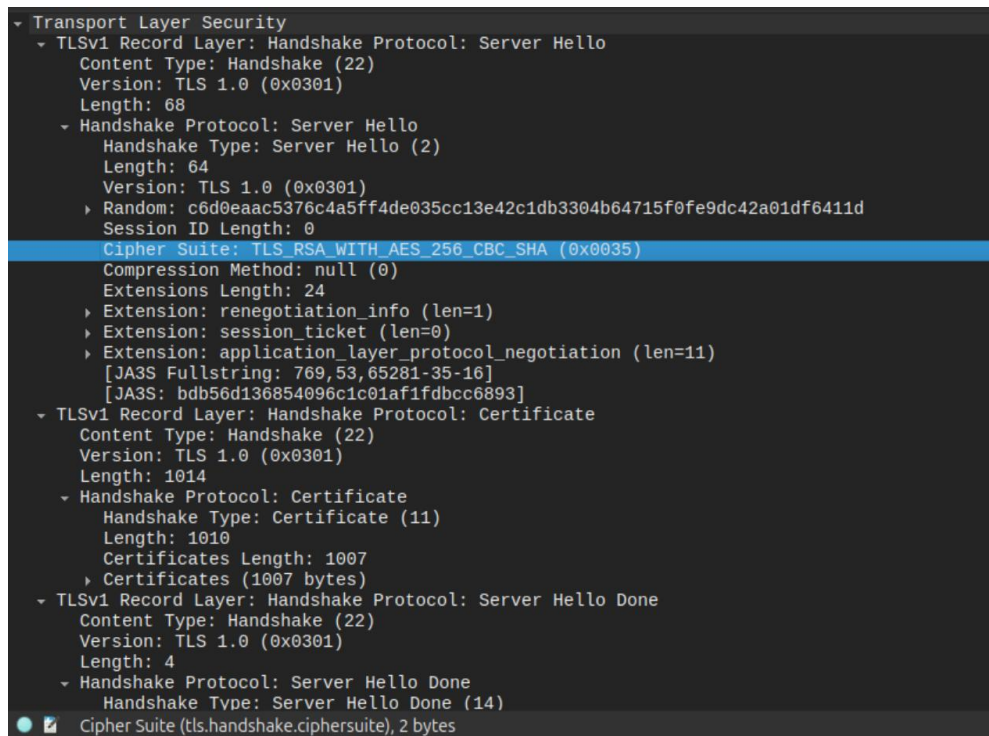 Transport Layer Security
TLSv1 Record Layer: Handshake Protocol: Server Hello
Content Type: Handshake (22)
Version: TLS 1.0 (0x0301)
Length: 68
Handshake Protocol: Server Hello
Handshake Type: Server Hello (2)
Length: 64
Version: TLS 1.0 (0x0301)
Random: c6d0eaac5376c4a5ff4de035cc13e42c1db3304b64715f0fe9dc42a01df6411d
Session ID Length: 0
Cipher Suite: TLS_RSA_WITH_AES_256_CBC_SHA (0x0035)
Compression Method: null (0)
Extensions Length: 24
Extension: renegotiation_info (len=1)
Extension: session_ticket (len=0)
Extension: application_layer_protocol_negotiation (len=11)
[JA3S Fullstring: 769,53,65281-35-16]
[JA3S: bdb56d136854096c1c01af1fdbcc6893]
TLSv1 Record Layer: Handshake Protocol: Certificate
Content Type: Handshake (22)
Version: TLS 1.0 (0x0301)
Length: 1014
Handshake Protocol: Certificate
Handshake Type: Certificate (11)
Length: 1010
Certificates Length: 1007
Certificates (1007 bytes)
TLSv1 Record Layer: Handshake Protocol: Server Hello Done
Content Type: Handshake (22)
Version: TLS 1.0 (0x0301)
Length: 4
Handshake Protocol: Server Hello Done
Handshake Type: Server Hello Done (14)
Cipher Suite (tls.handshake.ciphersuite), 2 bytes